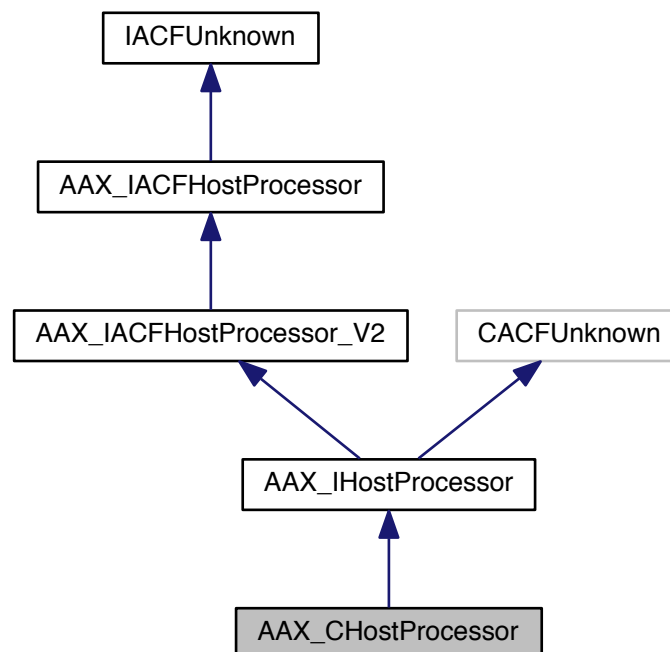 IACFUnknown
AAX_IACFHostProcessor
AAX_IACFHostProcessor_V2
CACFUnknown
AAX_IHostProcessor
AAX_CHostProcessor